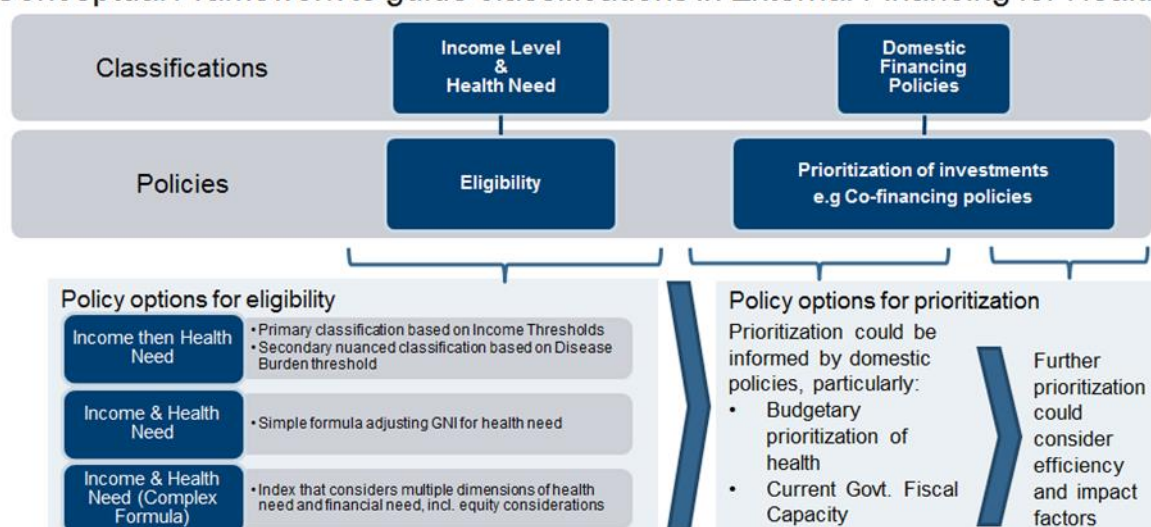 Classifications
Income Level
&
Health Need
Domestic
Financing
Policies
Policies
Eligibility
Prioritization of investments
e.g Co-financing policies
Policy options for eligibility
Income then Health
Need
• Primary classification based on Income Thresholds
• Secondary nuanced classification based on Disease
Burden threshold
Income & Health
Need
• Simple formula adjusting GNI for health need
Income & Health
Need (Complex
Formula)
• Index that considers multiple dimensions of health
need and financial need, incl. equity considerations
Policy options for prioritization
Prioritization could be
informed by domestic
policies, particularly:
• Budgetary
prioritization of
health
• Current Govt. Fiscal
Capacity
Further
prioritization
could
consider
efficiency
and impact
factors